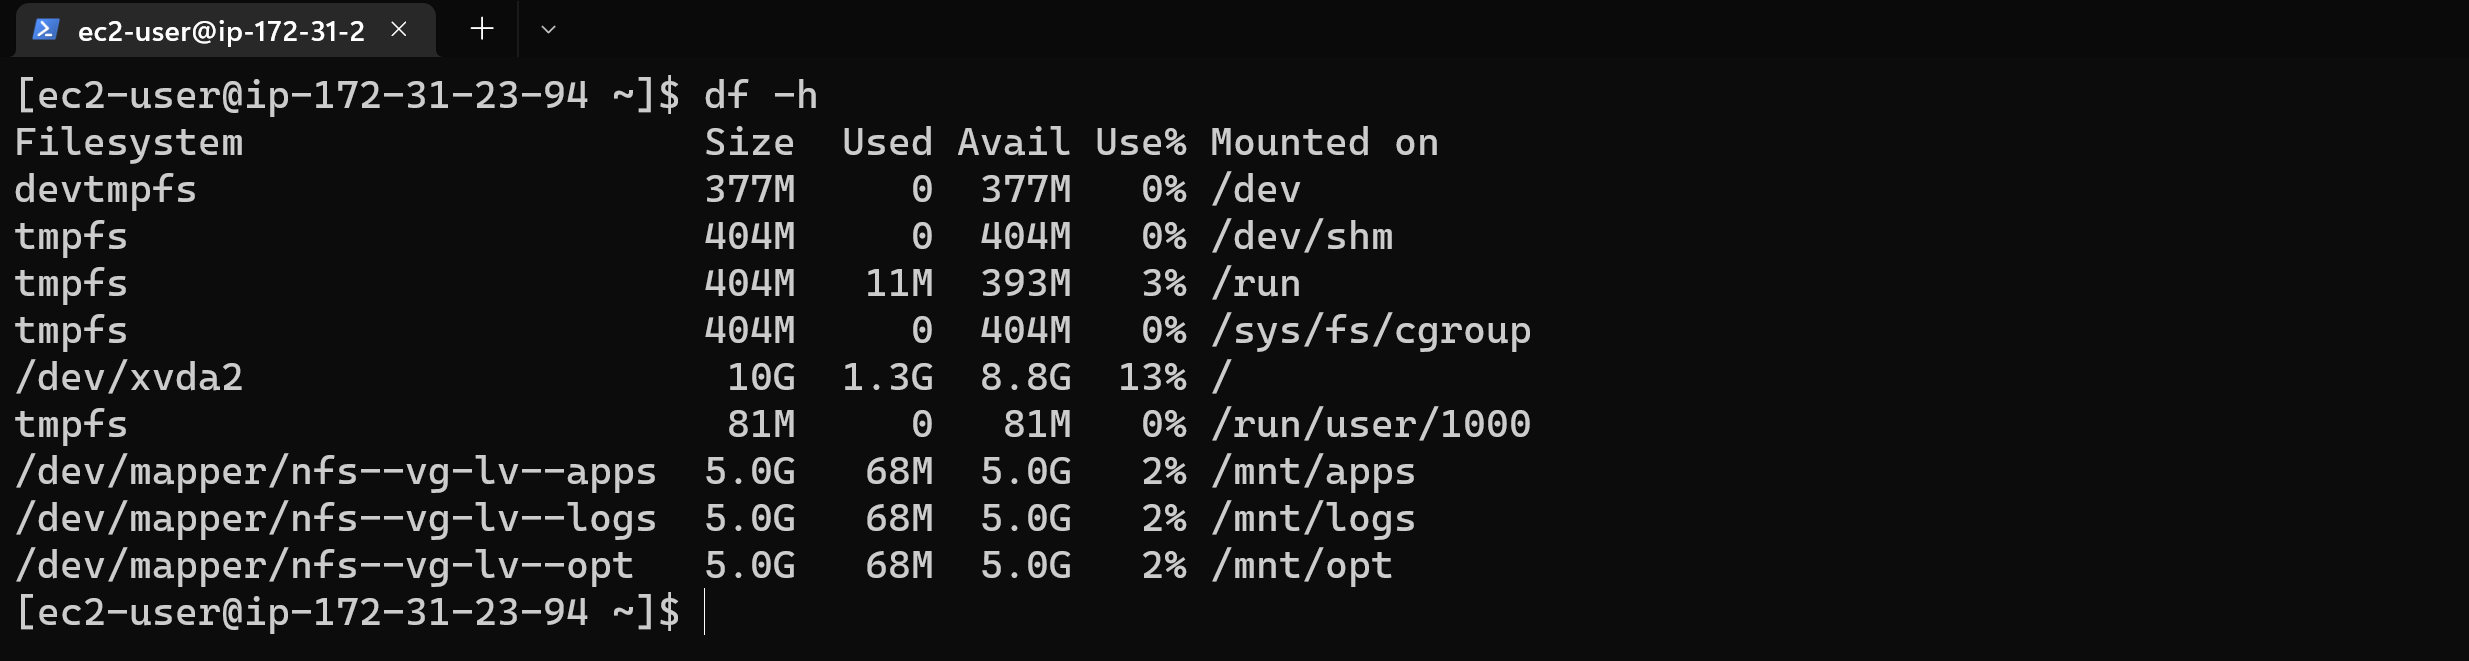 ec2-user@ip-172-31-2
[ec2-user@ip-172-31-23-94 ~]$ df -h
Filesystem                    Size  Used Avail Use% Mounted on
devtmpfs                      377M     0  377M   0% /dev
tmpfs                         404M     0  404M   0% /dev/shm
tmpfs                         404M   11M  393M   3% /run
tmpfs                         404M     0  404M   0% /sys/fs/cgroup
/dev/xvda2                     10G  1.3G  8.8G  13% /
tmpfs                          81M     0   81M   0% /run/user/1000
/dev/mapper/nfs--vg-lv--apps  5.0G   68M  5.0G   2% /mnt/apps
/dev/mapper/nfs--vg-lv--logs  5.0G   68M  5.0G   2% /mnt/logs
/dev/mapper/nfs--vg-lv--opt   5.0G   68M  5.0G   2% /mnt/opt
[ec2-user@ip-172-31-23-94 ~]$